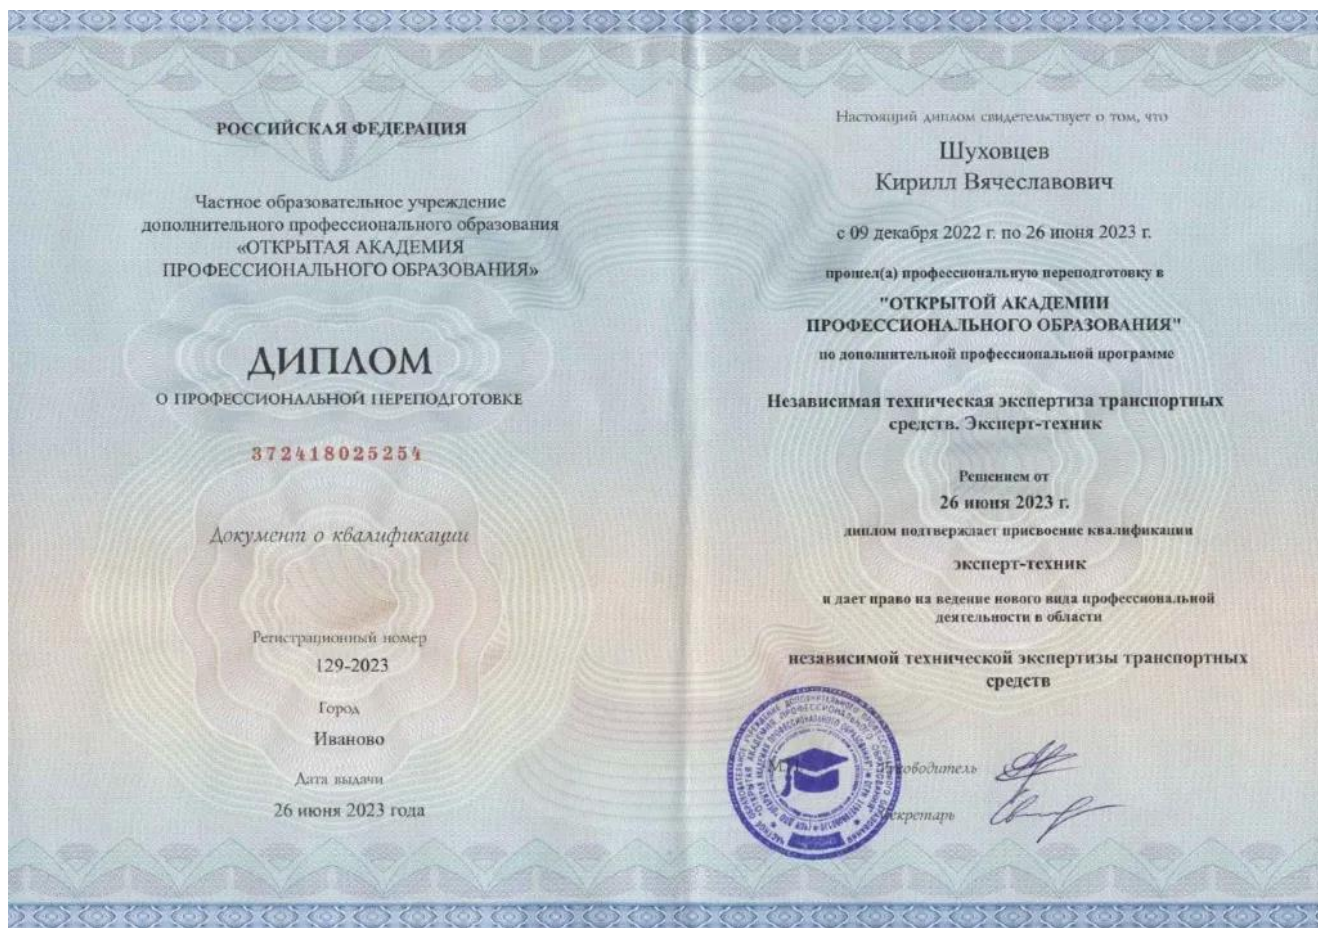 РОССИЙСКАЯ ФЕДЕРАЦИЯ
Частное образовательное учреждение
дополнительного профессионального образования
«ОТКРЫТАЯ АКАДЕМИЯ
ПРОФЕССИОНАЛЬНОГО ОБРАЗОВАНИЯ»
ДИПЛОМ
О ПРОФЕССИОНАЛЬНОЙ ПЕРЕПОДГОТОВКЕ
372418025254
Документ о квалификации
Регистрационный номер
129-2023
Город
Иваново
Дата выдачи
26 июня 2023 года
Настоящий диплом свидетельствует о том, что
Шуховцев
Кирилл Вячеславович
с 09 декабря 2022 г. по 26 июня 2023 г.
прошел(а) профессиональную переподготовку в
"ОТКРЫТОЙ АКАДЕМИИ
ПРОФЕССИОНАЛЬНОГО ОБРАЗОВАНИЯ"
по дополнительной профессиональной программе
Независимая техническая экспертиза транспортных
средств. Эксперт-техник
Решением от
26 июня 2023 г.
диплом подтверждает присвоение квалификации
эксперт-техник
и дает право на ведение нового вида профессиональной
деятельности в области
независимой технической экспертизы транспортных
средств
Руководитель
Секретарь